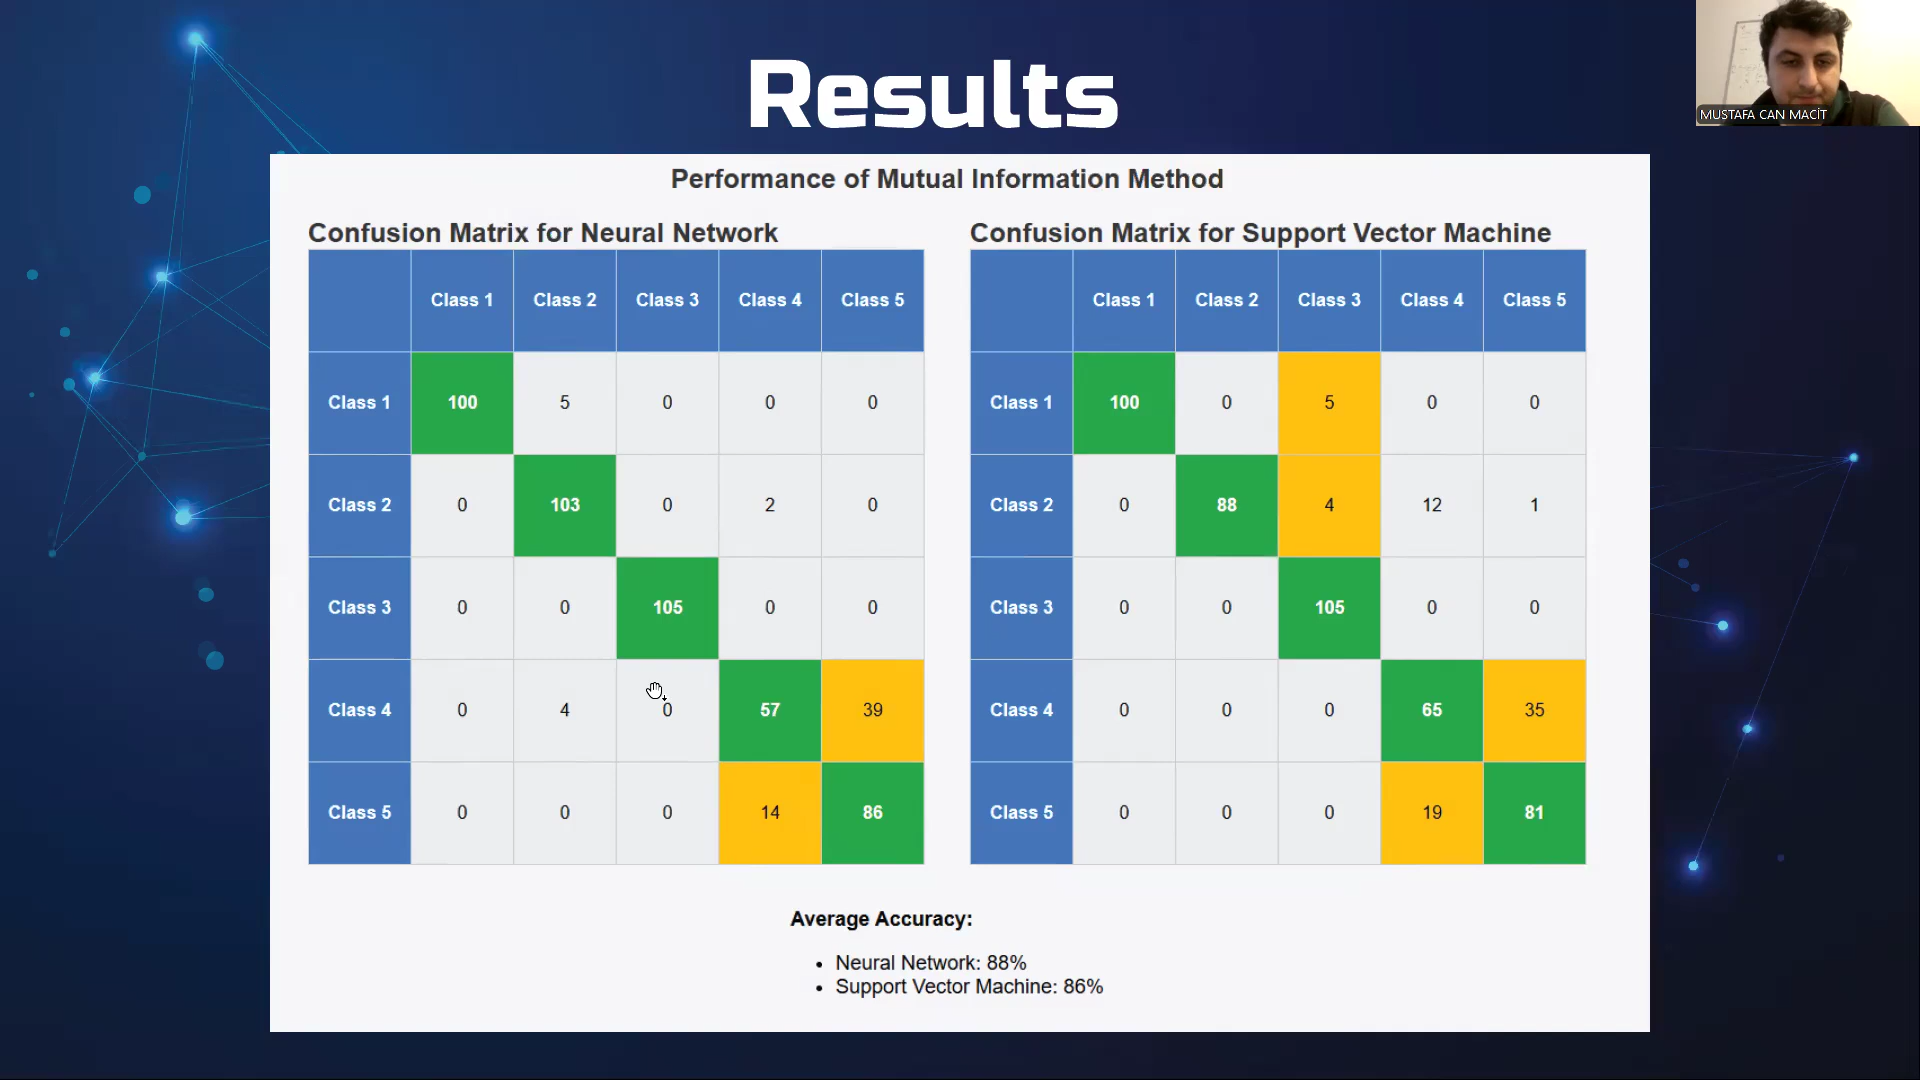 Results
MUSTAFA CAN MACİT
Performance of Mutual Information Method
Confusion Matrix for Neural Network
Class 1 Class 2 Class 3 Class 4 Class 5
Class 1 100 5 0 0 0
Class 2 0 103 0 2 0
Class 3 0 0 105 0 0
Class 4 0 4 0 57 39
Class 5 0 0 0 14 86
Confusion Matrix for Support Vector Machine
Class 1 Class 2 Class 3 Class 4 Class 5
Class 1 100 0 5 0 0
Class 2 0 88 4 12 1
Class 3 0 0 105 0 0
Class 4 0 0 0 65 35
Class 5 0 0 0 19 81
Average Accuracy:
• Neural Network: 88%
• Support Vector Machine: 86%